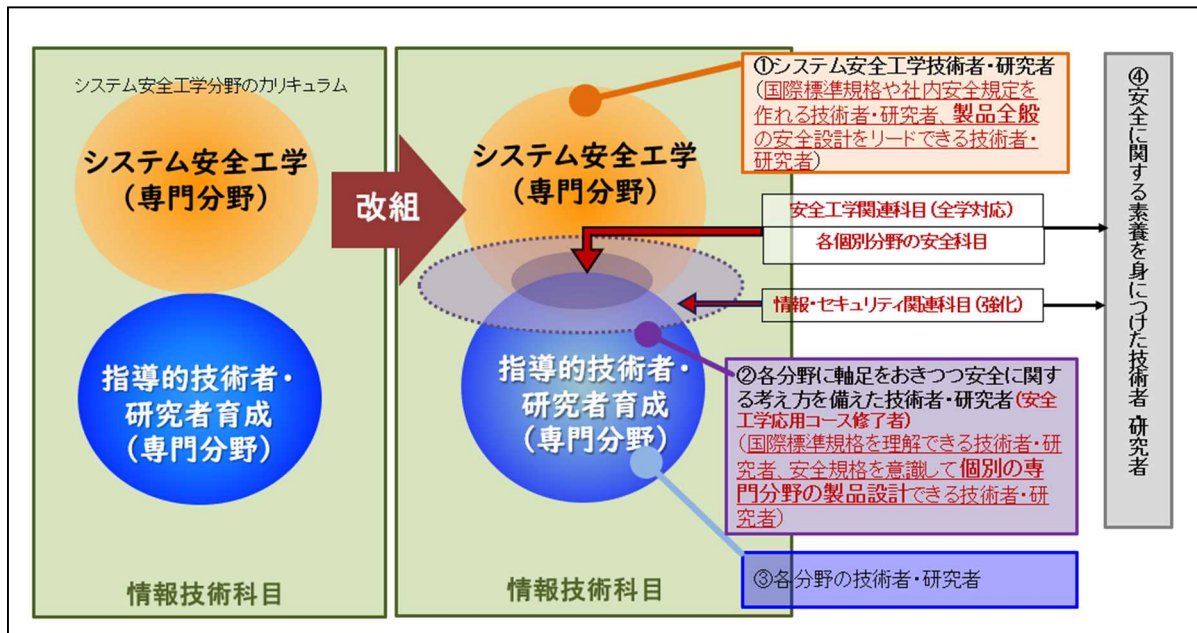 システム安全工学分野のカリキュラム
システム安全工学
(専門分野)
指導的技術者・
研究者育成
(専門分野)
情報技術科目
改組
システム安全工学
(専門分野)
指導的技術者・
研究者育成
(専門分野)
情報技術科目
①システム安全工学技術者・研究者
(国際標準規格や社内安全規定を
作れる技術者・研究者、製品全般
の安全設計をリードできる技術者・
研究者)
安全工学関連科目(全学対応)
各個別分野の安全科目
情報・セキュリティ関連科目(強化)
②各分野に軸足をおきつつ安全に関す
る考え方を備えた技術者・研究者(安全
工学応用コース修了者)
(国際標準規格を理解できる技術者・研
究者、安全規格を意識して個別の専
門分野の製品設計できる技術者・研
究者)
③各分野の技術者・研究者
④安全に関する素養を身につけた技術者・研究者